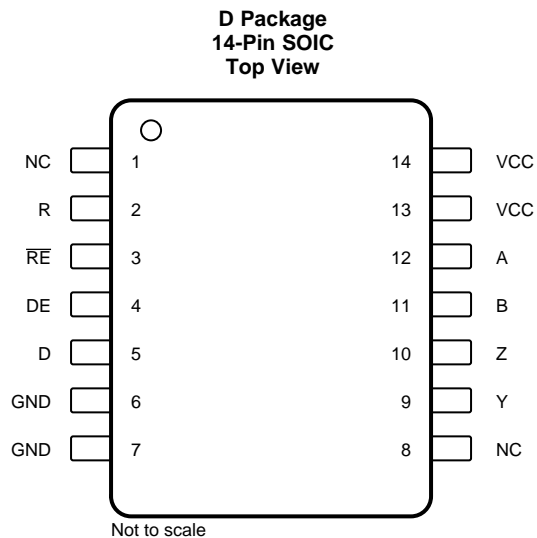 D Package
14-Pin SOIC
Top View
NC 1 14 VCC
R 2 13 VCC
R̅E̅ 3 12 A
DE 4 11 B
D 5 10 Z
GND 6 9 Y
GND 7 8 NC
Not to scale